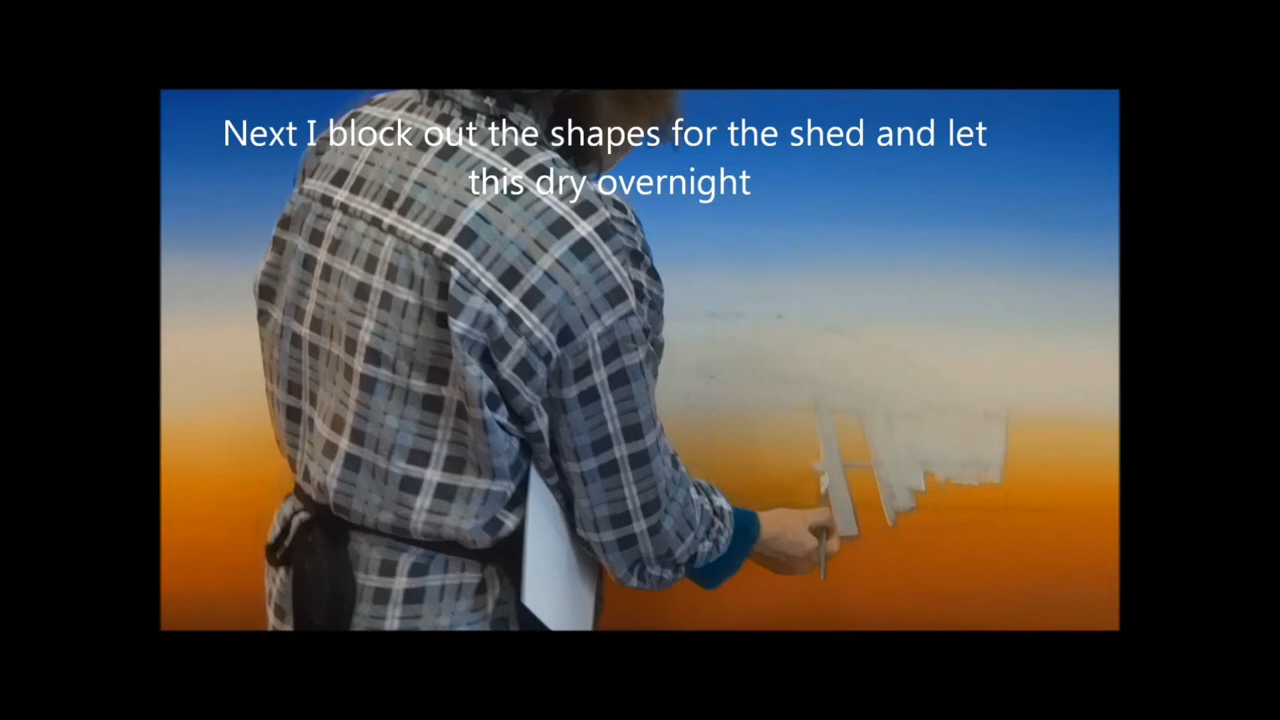 Next I block out the shapes for the shed and let
this dry overnight